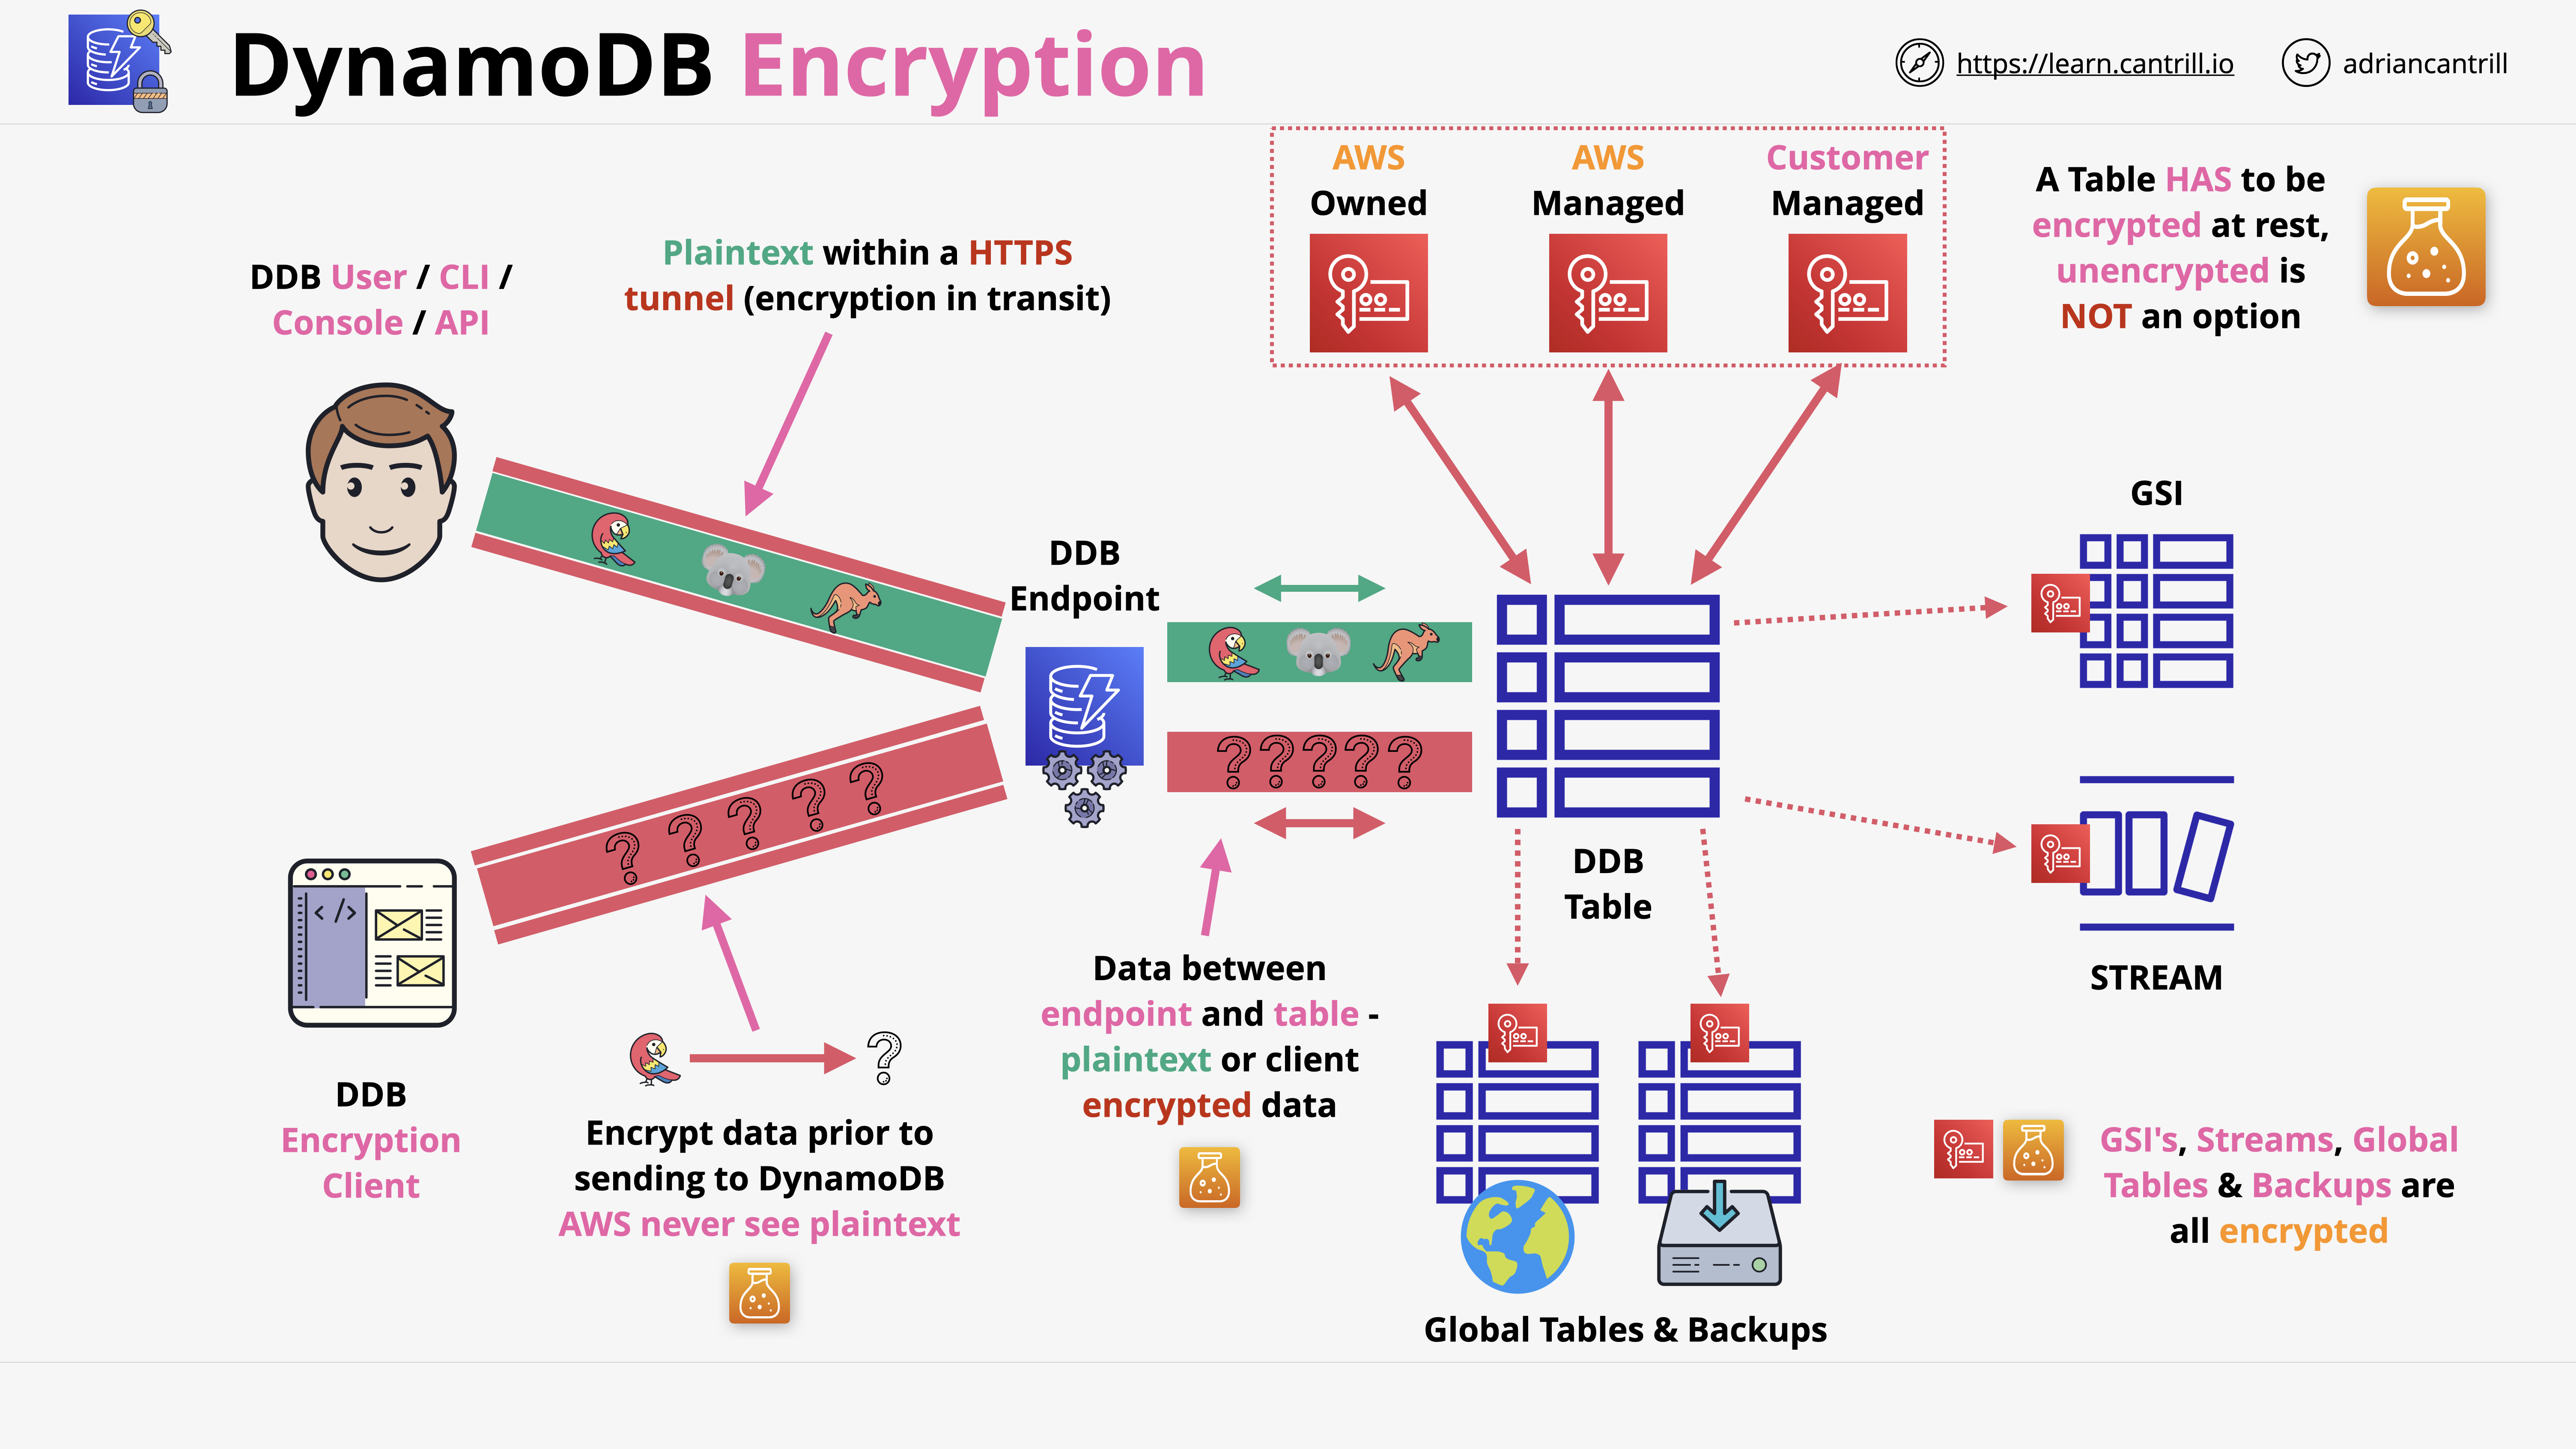 DynamoDB Encryption
https://learn.cantrill.io
adriancantrill
AWS
Owned
AWS
Managed
Customer
Managed
A Table HAS to be
encrypted at rest,
unencrypted is
NOT an option
Plaintext within a HTTPS
tunnel (encryption in transit)
DDB User / CLI /
Console / API
GSI
DDB
Endpoint
? ? ? ? ?
?????
</>
DDB
Table
STREAM
Data between
endpoint and table -
plaintext or client
encrypted data
?
DDB
Encryption
Client
Encrypt data prior to
sending to DynamoDB
AWS never see plaintext
GSI's, Streams, Global
Tables & Backups are
all encrypted
Global Tables & Backups